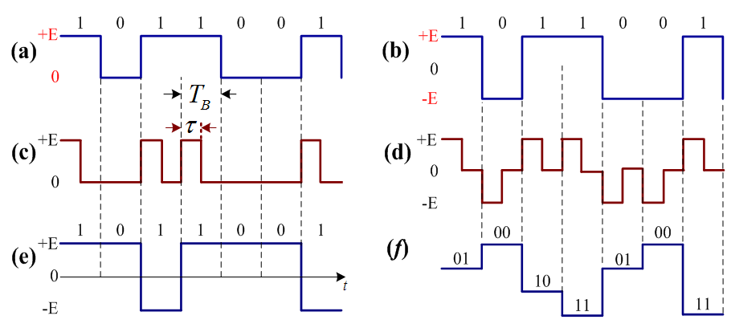 1 0 1 1 0 0 1
(a) +E
0
T_B
τ
(c) +E
0
1 0 1 1 0 0 1
(e) +E
0
t
-E
1 0 1 1 0 0 1
(b) +E
0
-E
(d) +E
0
-E
(f) 01 00 10 11 01 00 11